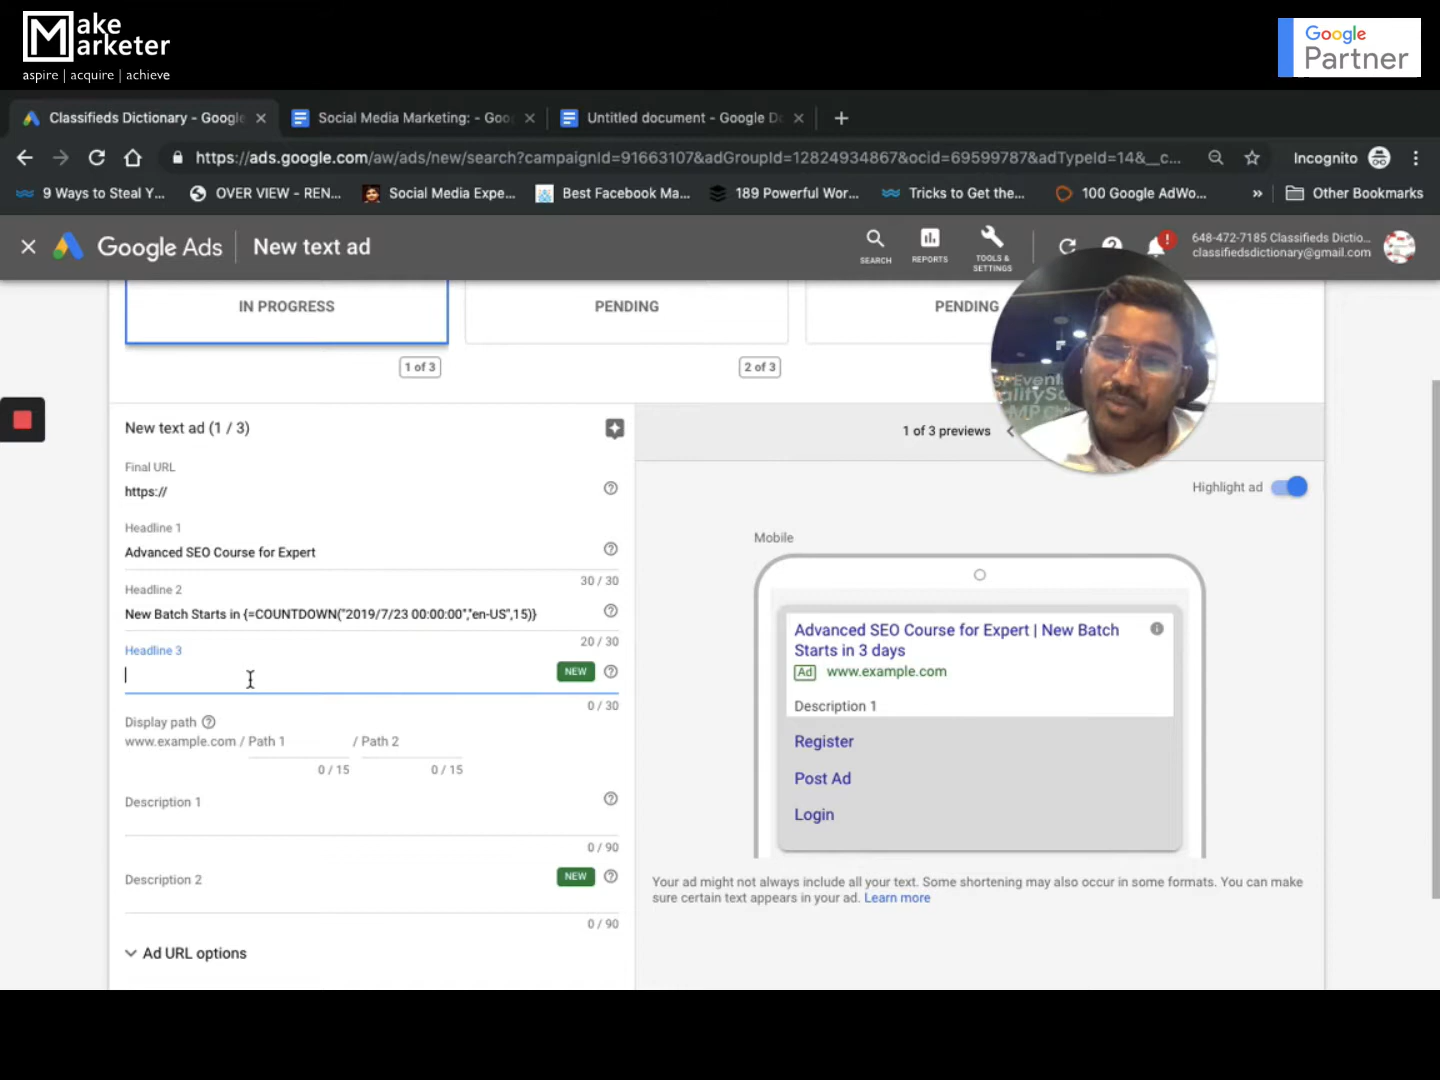 Make Marketer
aspire | acquire | achieve
Google
Partner
Classifieds Dictionary - Google
Social Media Marketing: - Goo
Untitled document - Google D
https://ads.google.com/aw/ads/new/search?campaignId=91663107&adGroupId=12824934867&ocid=69599787&adTypeId=14&__c...
Incognito
9 Ways to Steal Y...
OVER VIEW - REN...
Social Media Expe...
Best Facebook Ma...
189 Powerful Wor...
Tricks to Get the...
100 Google AdWo...
»
Other Bookmarks
Google Ads
New text ad
SEARCH
REPORTS
TOOLS &
SETTINGS
648-472-7185 Classifieds Dictio...
classifiedsdictionary@gmail.com
IN PROGRESS
PENDING
PENDING
1 of 3
2 of 3
New text ad (1 / 3)
1 of 3 previews
Final URL
https://
Highlight ad
Headline 1
Advanced SEO Course for Expert
30 / 30
Headline 2
New Batch Starts in {=COUNTDOWN("2019/7/23 00:00:00","en-US",15)}
20 / 30
Headline 3
NEW
0 / 30
Display path
www.example.com / Path 1 / Path 2
0 / 15
0 / 15
Description 1
0 / 90
Description 2
NEW
0 / 90
Ad URL options
Mobile
Advanced SEO Course for Expert | New Batch
Starts in 3 days
Ad www.example.com
Description 1
Register
Post Ad
Login
Your ad might not always include all your text. Some shortening may also occur in some formats. You can make
sure certain text appears in your ad. Learn more